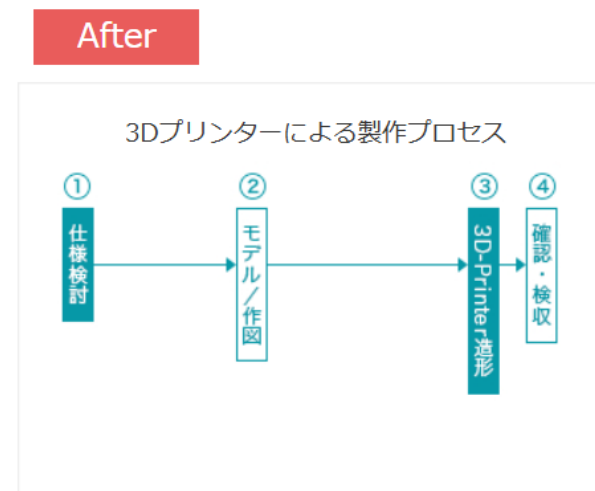 After
3Dプリンターによる製作プロセス
①
仕様検討
②
モデル／作図
③
3D-Printer造形
④
確認・検収